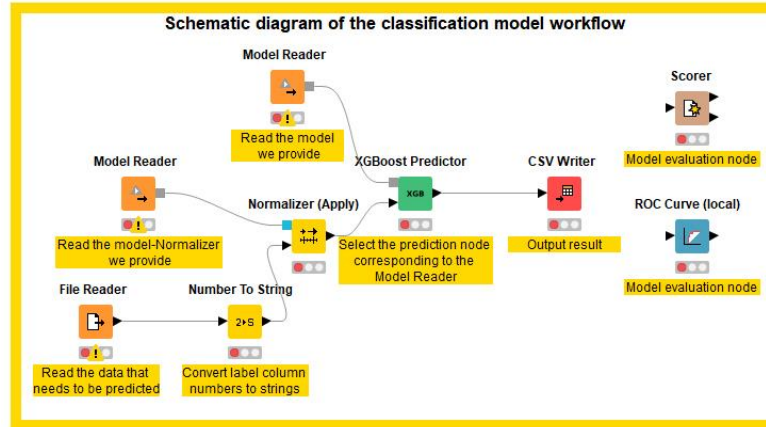 Schematic diagram of the classification model workflow
Model Reader
Read the model
we provide
Scorer
Model evaluation node
Model Reader
Read the model-Normalizer
we provide
Normalizer (Apply)
XGBoost Predictor
XGB
Select the prediction node
corresponding to the
Model Reader
CSV Writer
Output result
ROC Curve (local)
Model evaluation node
File Reader
Read the data that
needs to be predicted
Number To String
2▸S
Convert label column
numbers to strings